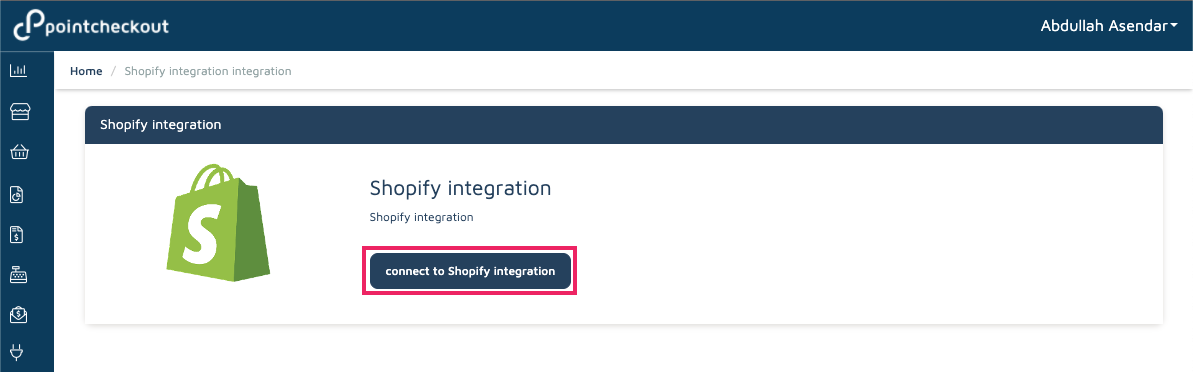 pointcheckout
Abdullah Asendar
Home / Shopify integration integration
Shopify integration
Shopify integration
Shopify integration
connect to Shopify integration